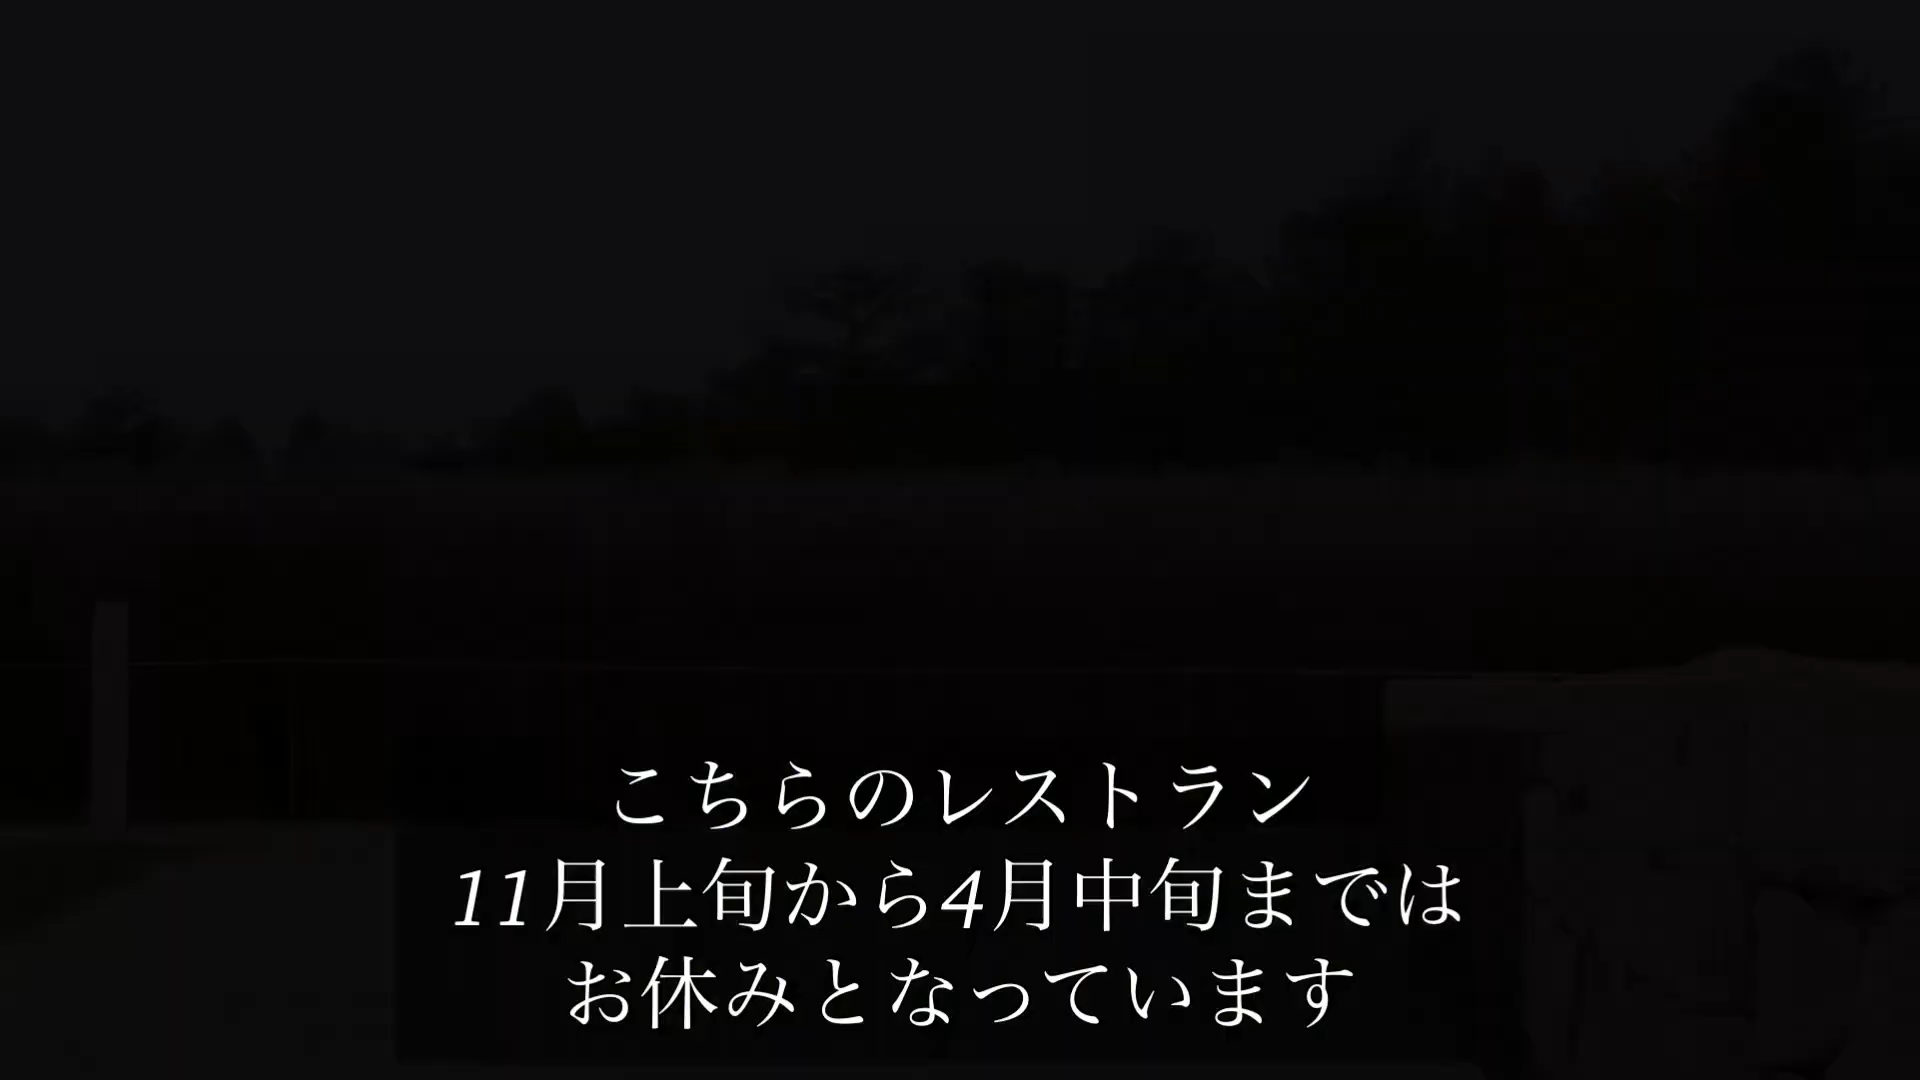 こちらのレストラン
11月上旬から4月中旬までは
お休みとなっています